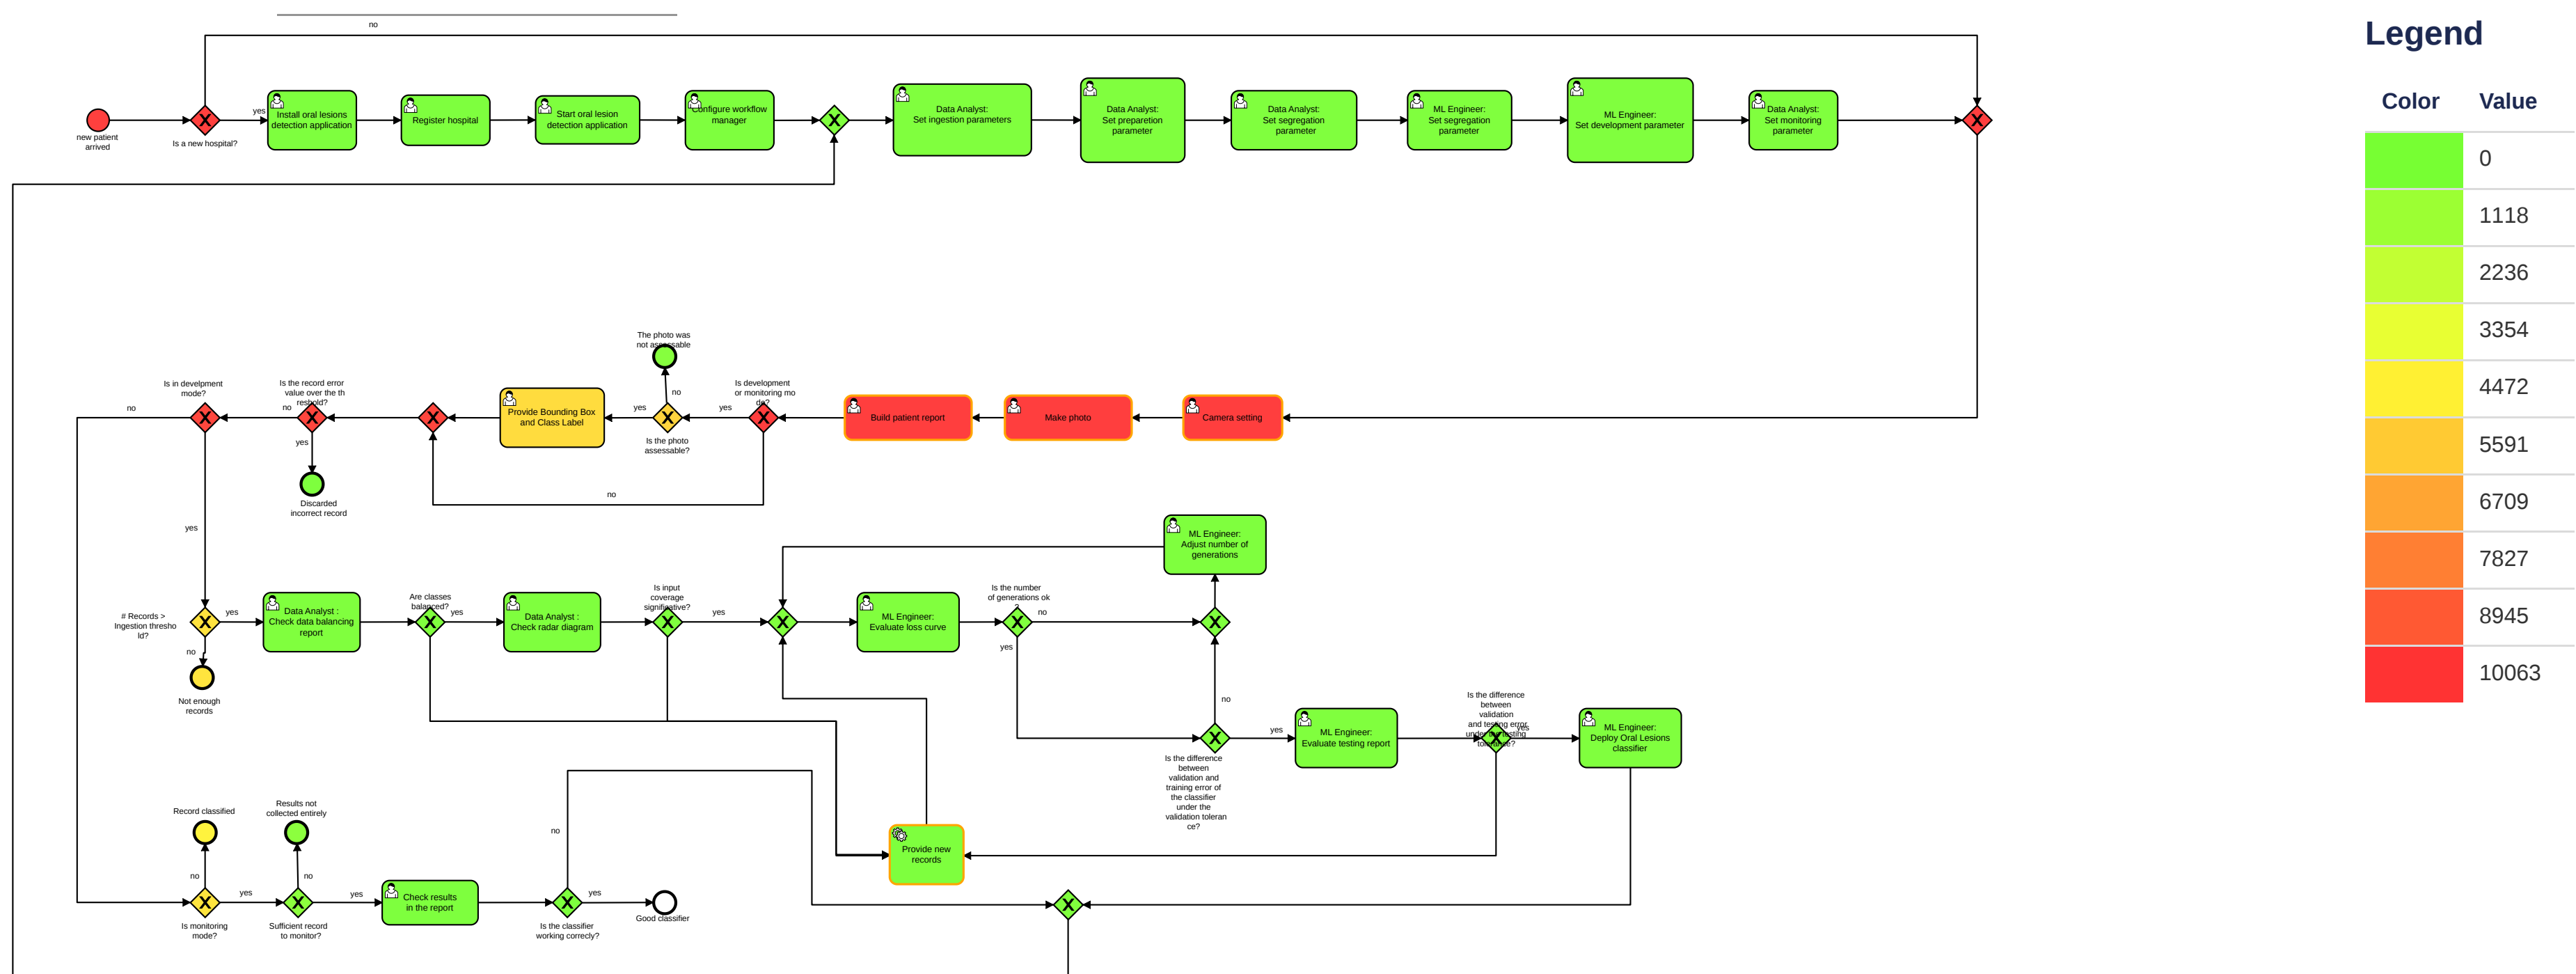 no
Legend
Color Value
0
1118
2236
3354
4472
5591
6709
7827
8945
10063
new patient
arrived
Is a new hospital?
yes
Install oral lesions
detection application
Register hospital
Start oral lesion
detection application
Configure workflow
manager
X
X
X
Data Analyst:
Set ingestion parameters
Data Analyst:
Set preparetion
parameter
Data Analyst:
Set segregation
parameter
ML Engineer:
Set segregation
parameter
ML Engineer:
Set development parameter
Data Analyst:
Set monitoring
parameter
The photo was
not assessable
no
Is in develpment
mode?
no
Is the record error
value over the th
reshold?
no
yes
Discarded
incorrect record
Provide Bounding Box
and Class Label
yes
Is the photo
assessable?
yes
Is development
or monitoring mo
de?
no
X
X
X
X
X
Build patient report
Make photo
Camera setting
yes
# Records >
Ingestion thresho
ld?
yes
no
Not enough
records
Data Analyst :
Check data balancing
report
Are classes
balanced?
yes
Data Analyst :
Check radar diagram
Is input
coverage
signifiative?
yes
ML Engineer:
Evaluate loss curve
Is the number
of generations ok
?
no
yes
ML Engineer:
Adjust number of
generations
X
X
X
X
X
X
no
X
Is the difference
between
validation and
training error of
the classifier
under the
validation toleran
ce?
yes
ML Engineer:
Evaluate testing report
Is the difference
between
validation
and testing error
under the testing
tolerance?
X
yes
ML Engineer:
Deploy Oral Lesions
classifier
Record classified
no
Is monitoring
mode?
yes
Results not
collected entirely
no
Sufficient record
to monitor?
yes
Check results
in the report
no
Is the classifier
working correcly?
yes
Good classifier
Provide new
records
X
X
X
X